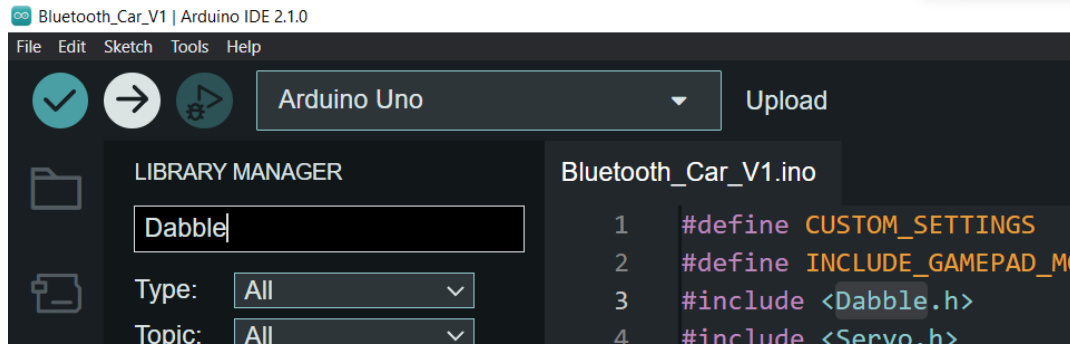 Bluetooth_Car_V1 | Arduino IDE 2.1.0
File Edit Sketch Tools Help
Arduino Uno
Upload
LIBRARY MANAGER
Dabble
Type: All
Topic: All
Bluetooth_Car_V1.ino
1 #define CUSTOM_SETTINGS
2 #define INCLUDE_GAMEPAD_MO
3 #include <Dabble.h>
4 #include <Servo.h>